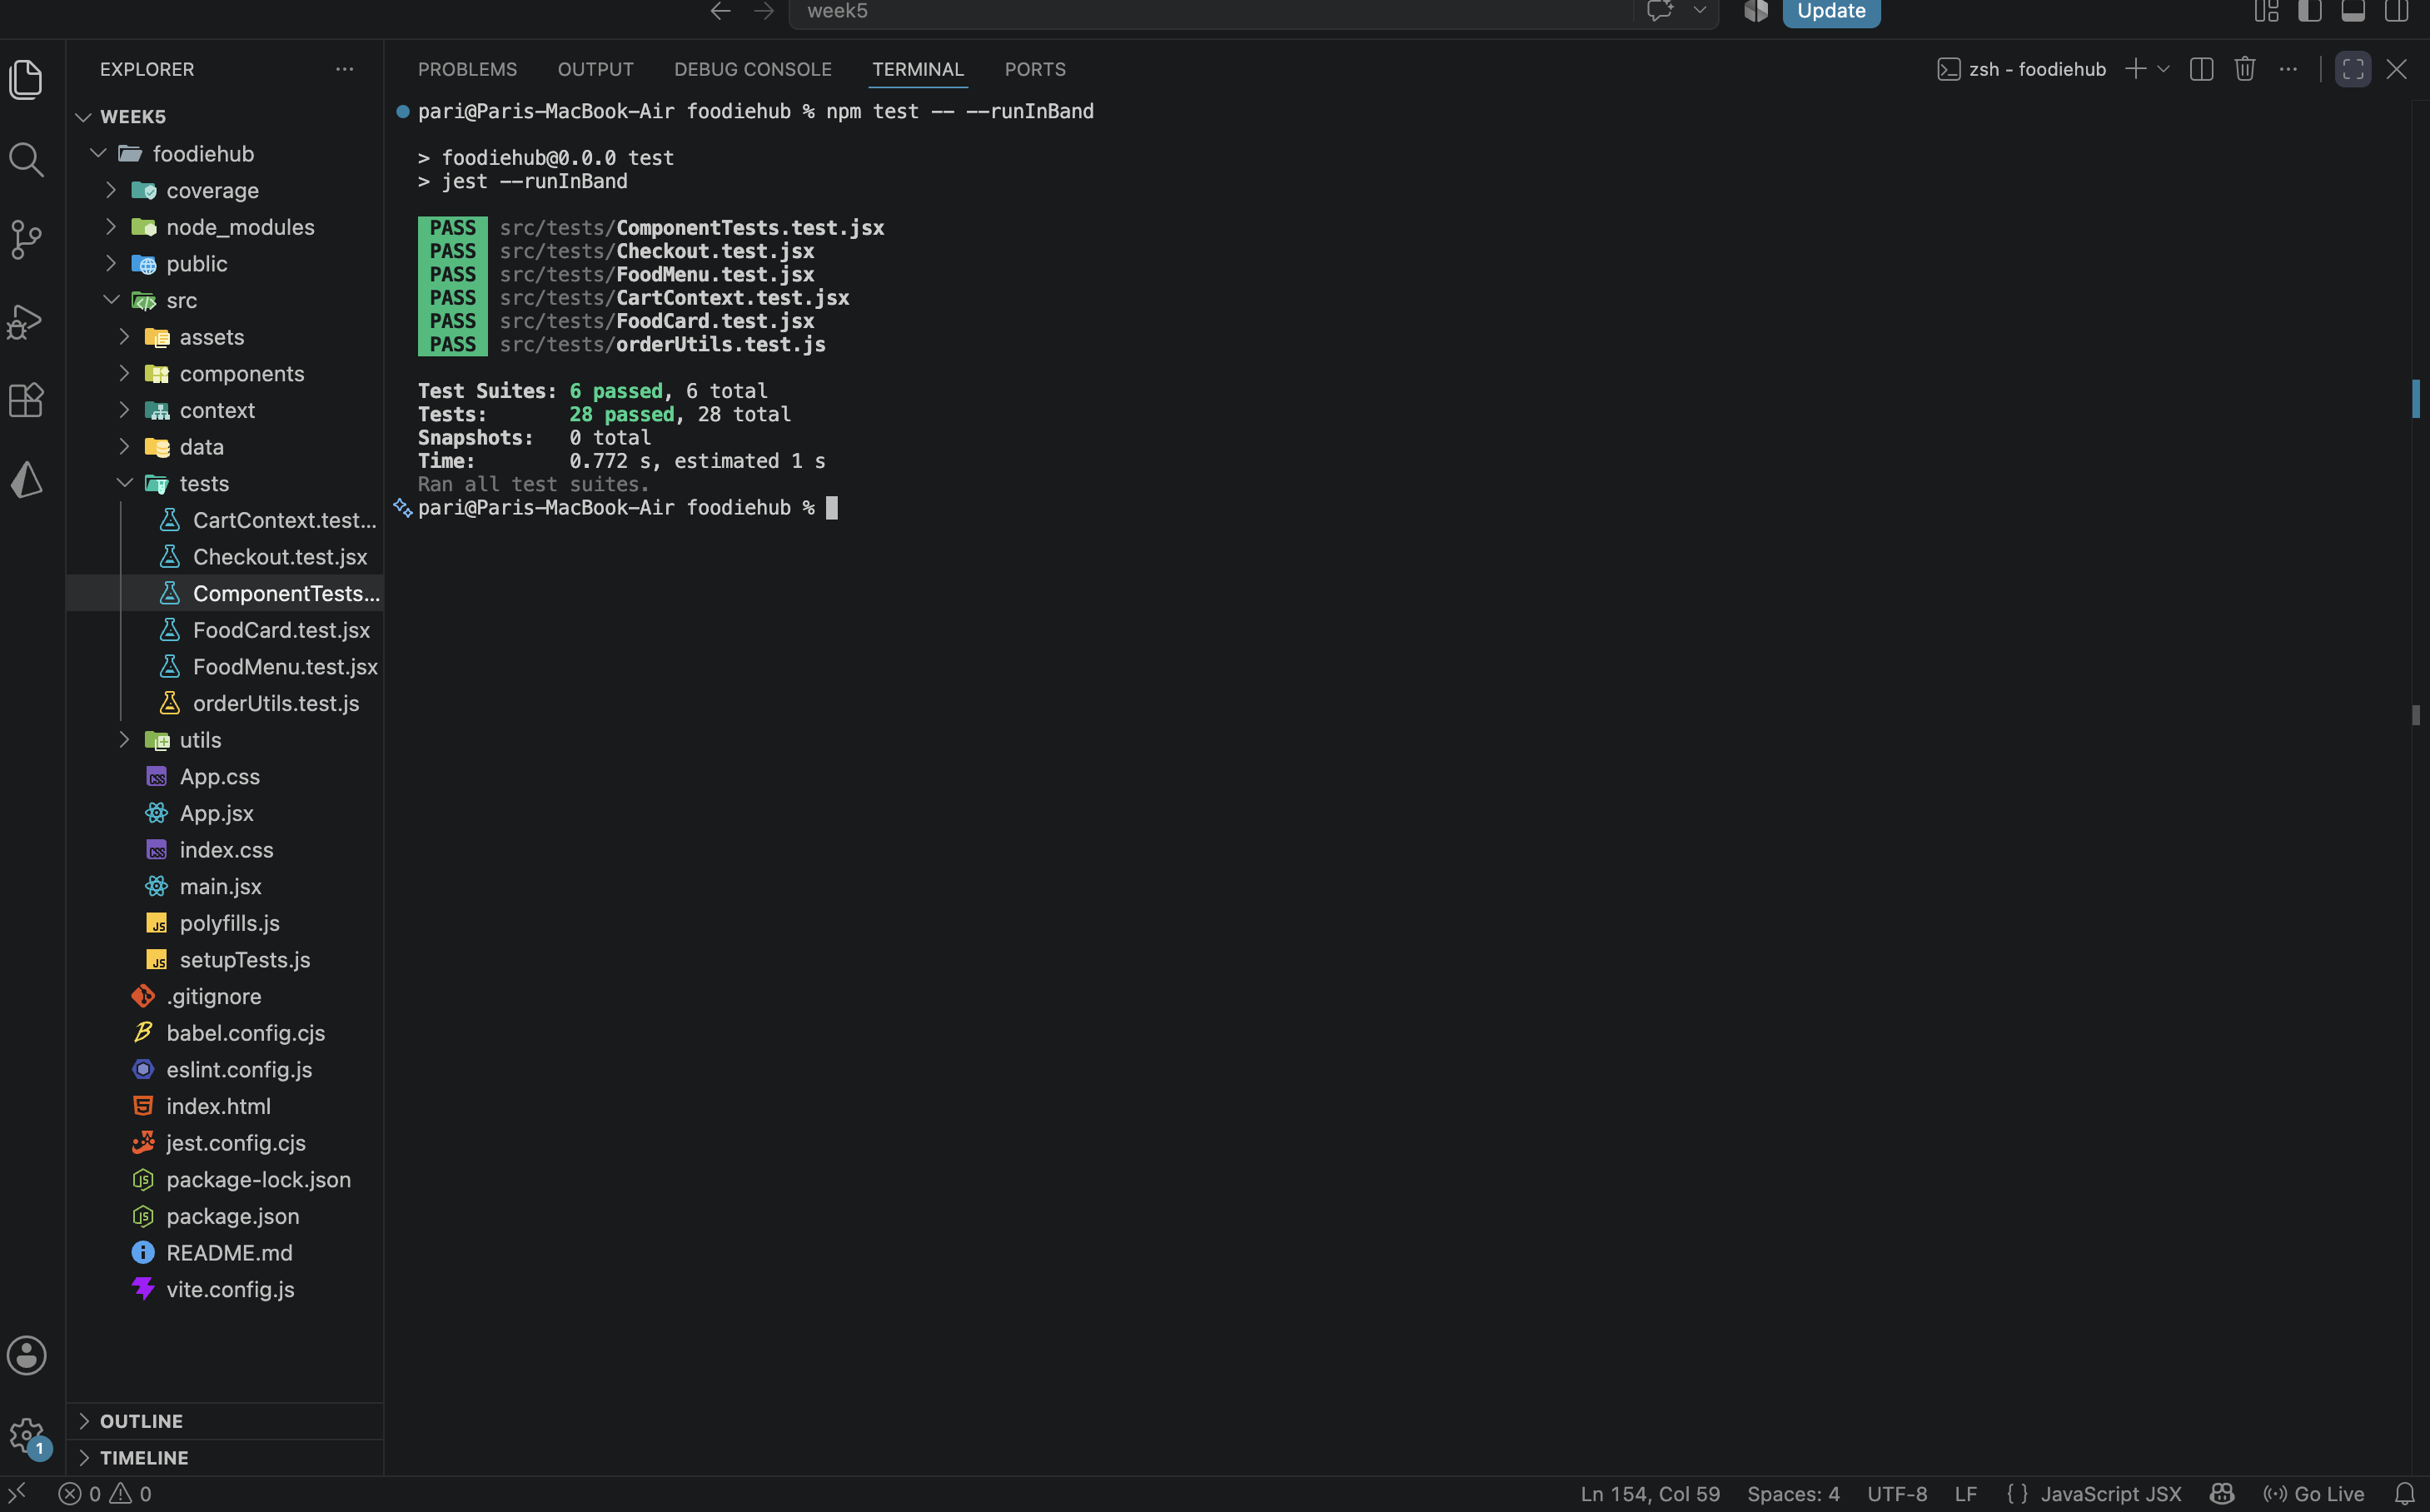 week5
Update
EXPLORER
PROBLEMS
OUTPUT
DEBUG CONSOLE
TERMINAL
PORTS
zsh - foodiehub
WEEK5
foodiehub
coverage
node_modules
public
src
assets
components
context
data
tests
CartContext.test...
Checkout.test.jsx
ComponentTests...
FoodCard.test.jsx
FoodMenu.test.jsx
orderUtils.test.js
utils
App.css
App.jsx
index.css
main.jsx
polyfills.js
setupTests.js
.gitignore
babel.config.cjs
eslint.config.js
index.html
jest.config.cjs
package-lock.json
package.json
README.md
vite.config.js
OUTLINE
TIMELINE
1
pari@Paris-MacBook-Air foodiehub % npm test -- --runInBand
> foodiehub@0.0.0 test
> jest --runInBand
PASS src/tests/ComponentTests.test.jsx
PASS src/tests/Checkout.test.jsx
PASS src/tests/FoodMenu.test.jsx
PASS src/tests/CartContext.test.jsx
PASS src/tests/FoodCard.test.jsx
PASS src/tests/orderUtils.test.js
Test Suites: 6 passed, 6 total
Tests: 28 passed, 28 total
Snapshots: 0 total
Time: 0.772 s, estimated 1 s
Ran all test suites.
pari@Paris-MacBook-Air foodiehub %
0 0
Ln 154, Col 59 Spaces: 4 UTF-8 LF { } JavaScript JSX Go Live